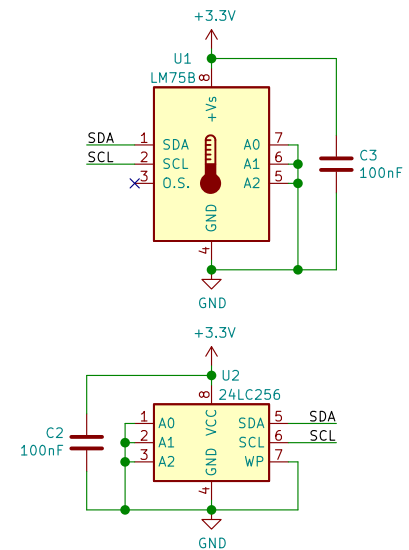 +3.3V
U1
LM75B
8
+Vs
SDA 1 SDA A0 7
SCL 2 SCL A1 6
3 O.S. A2 5
C3
100nF
GND
4
GND
+3.3V
U2
24LC256
8
VCC
1 A0 SDA 5 SDA
C2
100nF
2 A1 SCL 6 SCL
3 A2 GND WP 7
4
GND